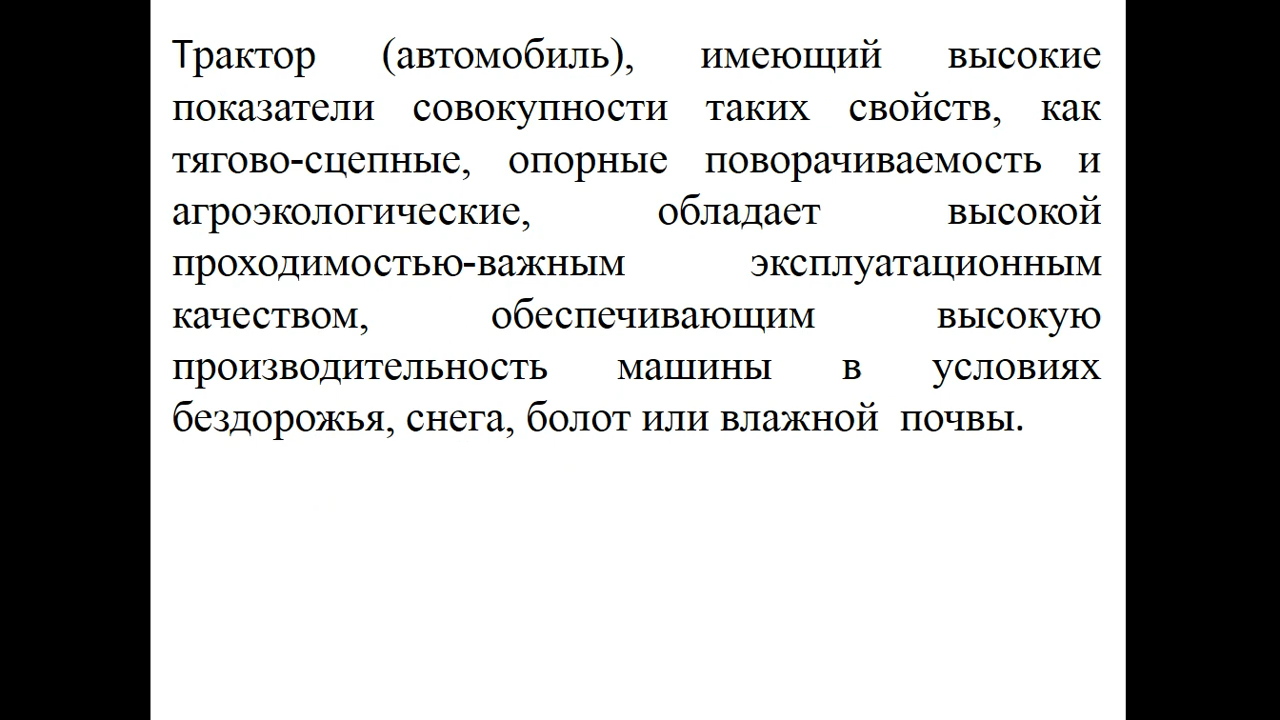 Трактор (автомобиль), имеющий высокие
показатели совокупности таких свойств, как
тягово-сцепные, опорные поворачиваемость и
агроэкологические, обладает высокой
проходимостью-важным эксплуатационным
качеством, обеспечивающим высокую
производительность машины в условиях
бездорожья, снега, болот или влажной почвы.